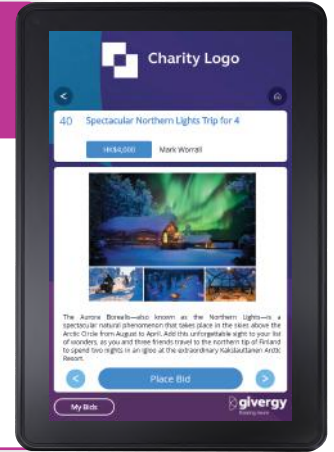 Charity Logo
40 Spectacular Northern Lights Trip for 4
HK$4,000 Mark Worrall
The Aurora Borealis—also known as the Northern Lights—is a
spectacular natural phenomenon that takes place in the skies above the
Arctic Circle from August to April. Add this unforgettable sight to your list
of wonders, as you and three friends travel to the northern tip of Finland
to spend two nights in an igloo at the extraordinary Kakslauttanen Arctic
Resort.
Place Bid
My Bids
givergy